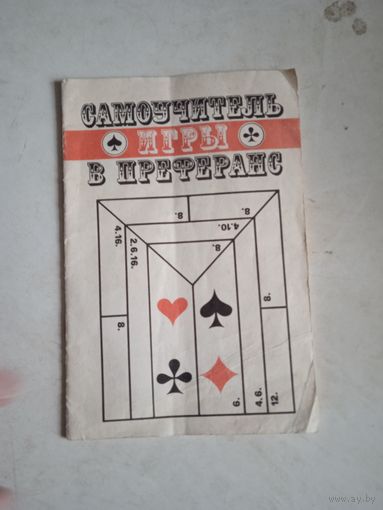 САМОУЧИТЕЛЬ
ИГРЫ
В ПРЕФЕРАНС
8.
8.
4.10.
8.
4.16.
2.6.16.
8.
8.
6.
4.6.
12.
www.ay.by